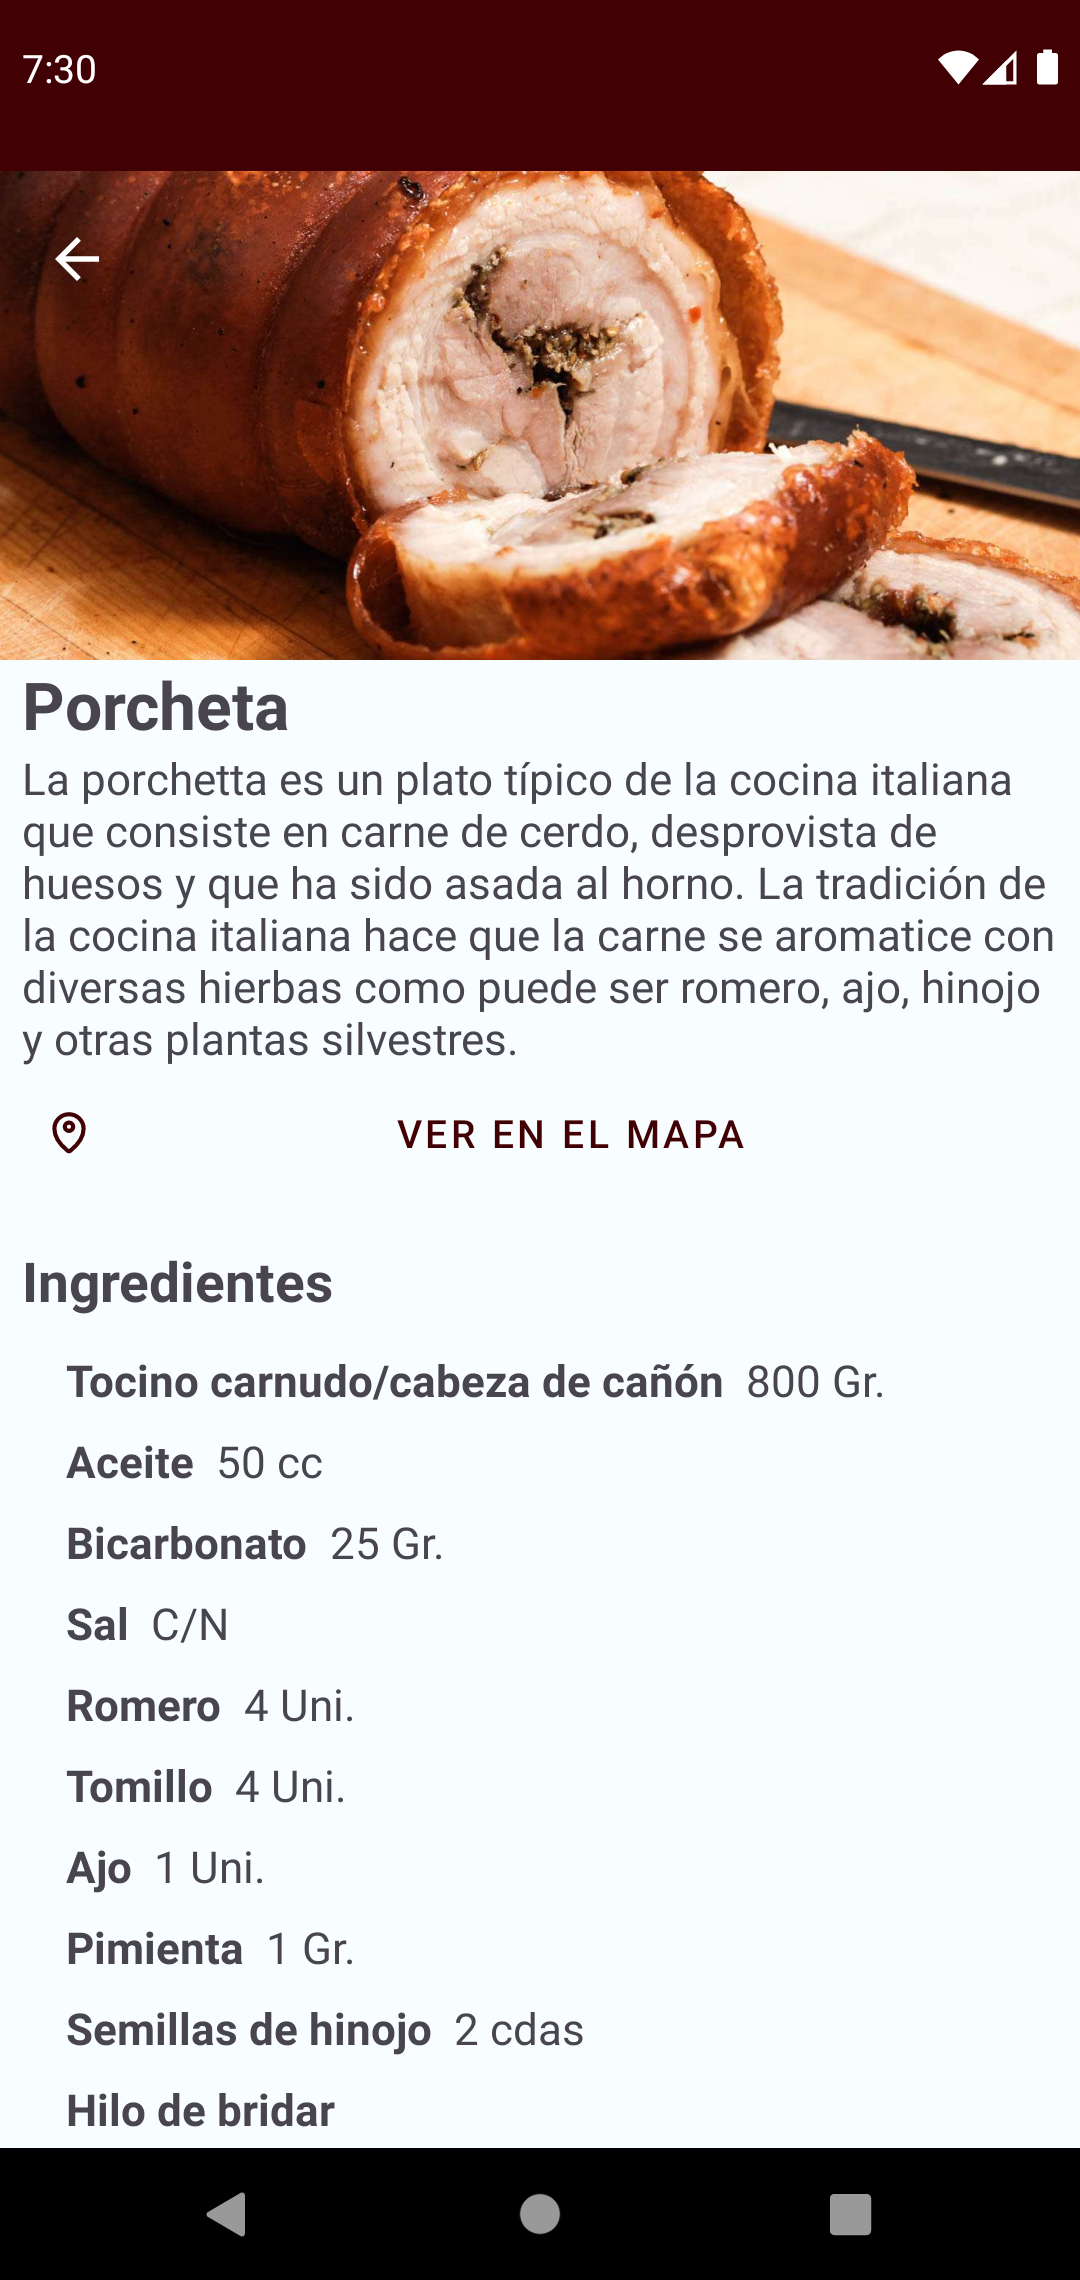 7:30
Porcheta
La porchetta es un plato típico de la cocina italiana
que consiste en carne de cerdo, desprovista de
huesos y que ha sido asada al horno. La tradición de
la cocina italiana hace que la carne se aromatice con
diversas hierbas como puede ser romero, ajo, hinojo
y otras plantas silvestres.
VER EN EL MAPA
Ingredientes
Tocino carnudo/cabeza de cañón 800 Gr.
Aceite 50 cc
Bicarbonato 25 Gr.
Sal C/N
Romero 4 Uni.
Tomillo 4 Uni.
Ajo 1 Uni.
Pimienta 1 Gr.
Semillas de hinojo 2 cdas
Hilo de bridar